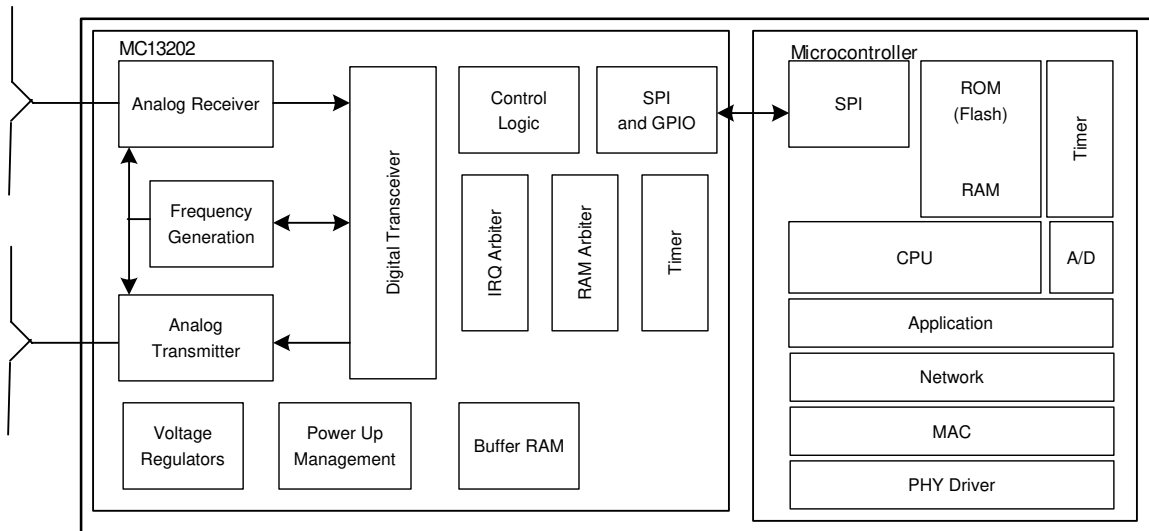 MC13202
Analog Receiver
Frequency
Generation
Analog
Transmitter
Digital Transceiver
Control
Logic
SPI
and GPIO
IRQ Arbiter
RAM Arbiter
Timer
Voltage
Regulators
Power Up
Management
Buffer RAM
Microcontroller
SPI
ROM
(Flash)
RAM
Timer
CPU
A/D
Application
Network
MAC
PHY Driver